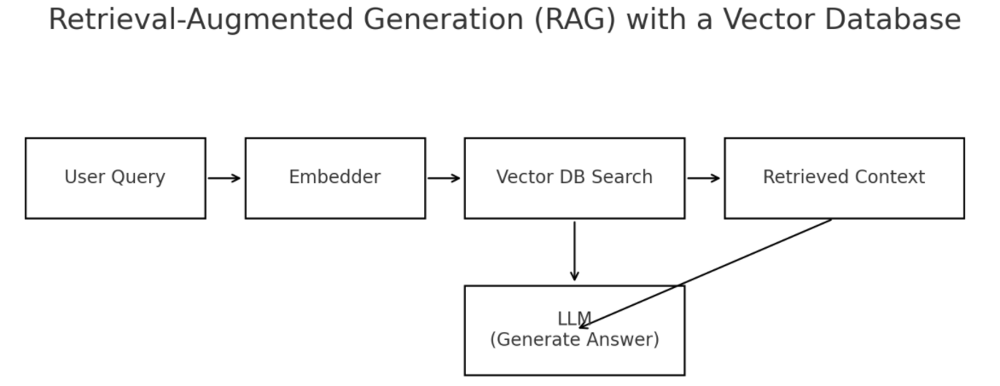 Retrieval-Augmented Generation (RAG) with a Vector Database
User Query
Embedder
Vector DB Search
Retrieved Context
LLM
(Generate Answer)